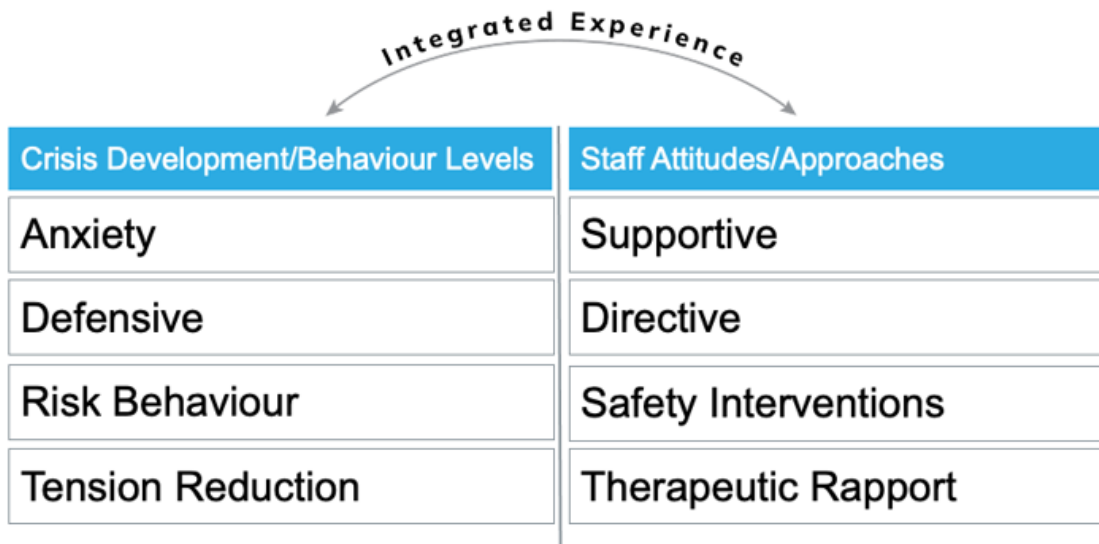 Integrated Experience
Crisis Development/Behaviour Levels
Staff Attitudes/Approaches
Anxiety
Supportive
Defensive
Directive
Risk Behaviour
Safety Interventions
Tension Reduction
Therapeutic Rapport